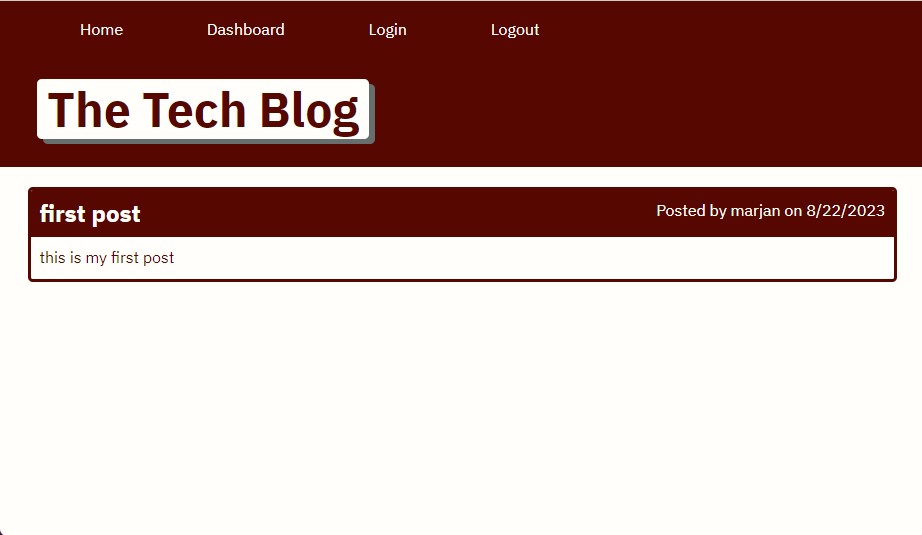 Home Dashboard Login Logout
The Tech Blog
first post Posted by marjan on 8/22/2023
this is my first post